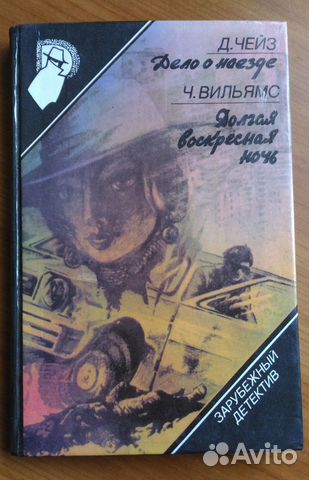 Д. ЧЕЙЗ
Дело о наезде
Ч. ВИЛЬЯМС
Долгая
воскресная
ночь
ЗАРУБЕЖНЫЙ
ДЕТЕКТИВ
Avito